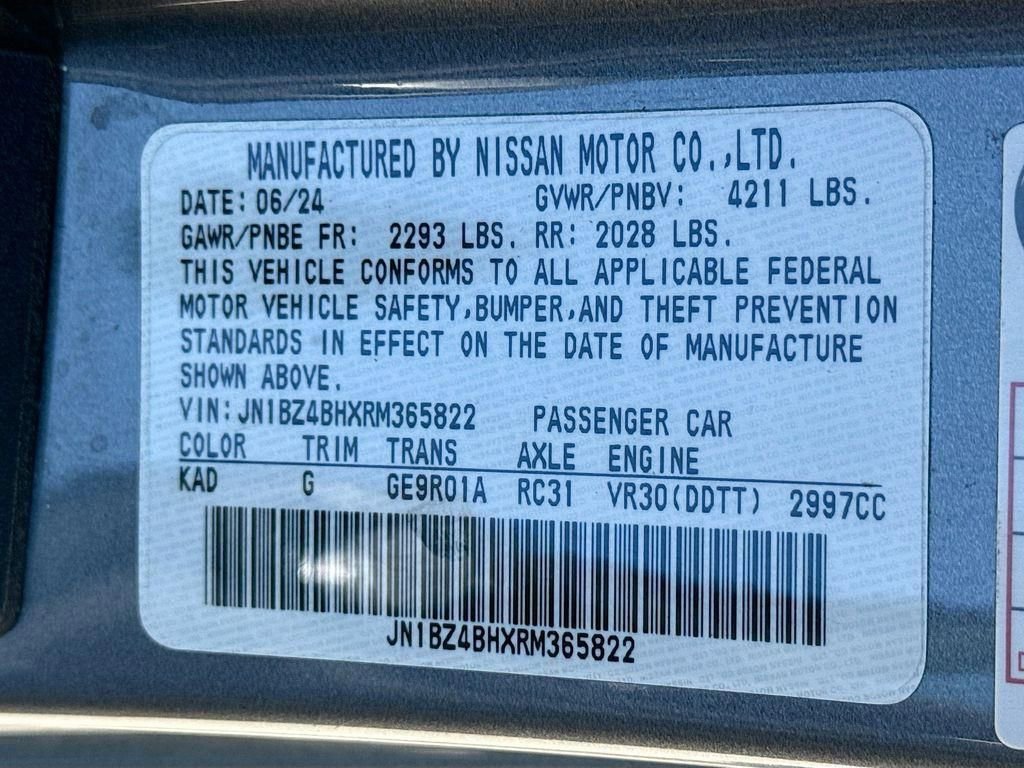 MANUFACTURED BY NISSAN MOTOR CO.,LTD.
DATE: 06/24 GVWR/PNBV: 4211 LBS.
GAWR/PNBE FR: 2293 LBS. RR: 2028 LBS.
THIS VEHICLE CONFORMS TO ALL APPLICABLE FEDERAL
MOTOR VEHICLE SAFETY,BUMPER,AND THEFT PREVENTION
STANDARDS IN EFFECT ON THE DATE OF MANUFACTURE
SHOWN ABOVE.
VIN: JN1BZ4BHXRM365822 PASSENGER CAR
COLOR TRIM TRANS AXLE ENGINE
KAD G GE9R01A RC31 VR30(DDTT) 2997CC
JN1BZ4BHXRM365822